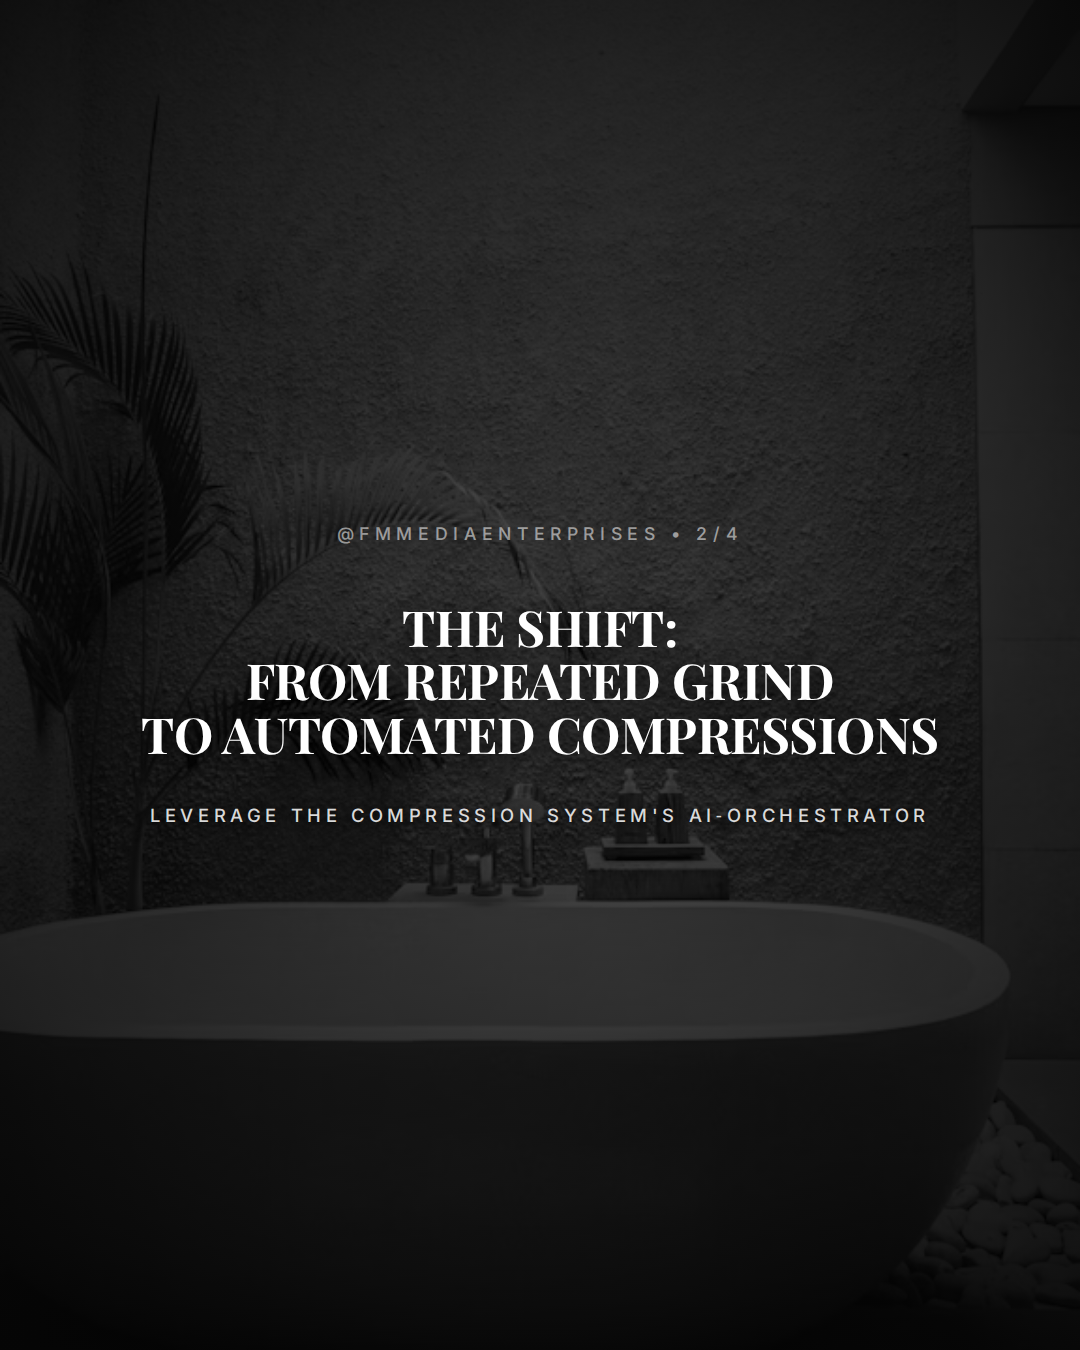 @FMMEDIAENTERPRISES • 2/4
THE SHIFT:
FROM REPEATED GRIND
TO AUTOMATED COMPRESSIONS
LEVERAGE THE COMPRESSION SYSTEM'S AI-ORCHESTRATOR